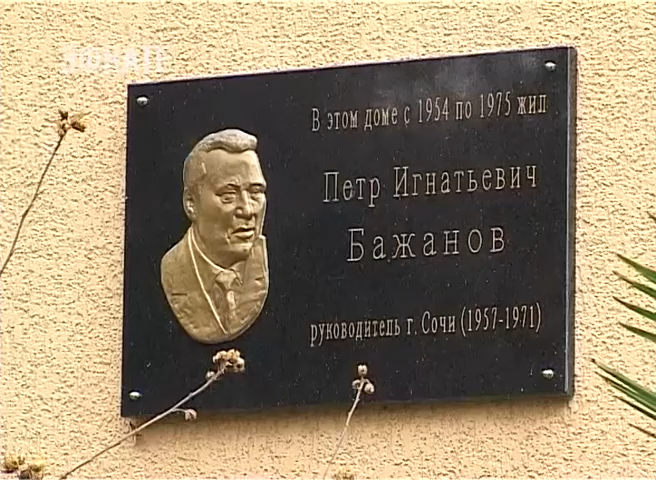 В этом доме с 1954 по 1975 жил
Петр Игнатьевич
Бажанов
руководитель г. Сочи (1957-1971)